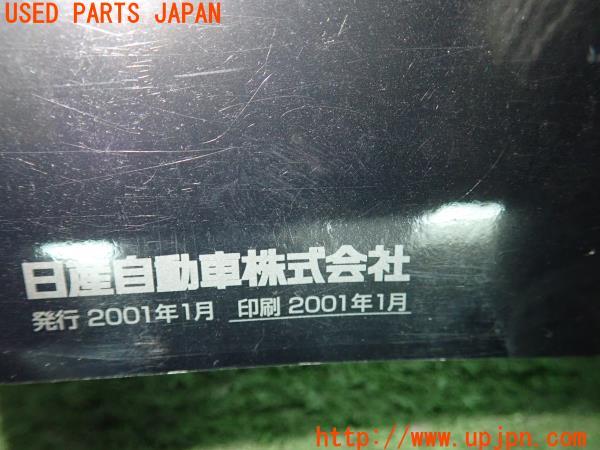 USED PARTS JAPAN
日産自動車株式会社
発行 2001年1月 印刷 2001年1月
http://www.upjpn.com